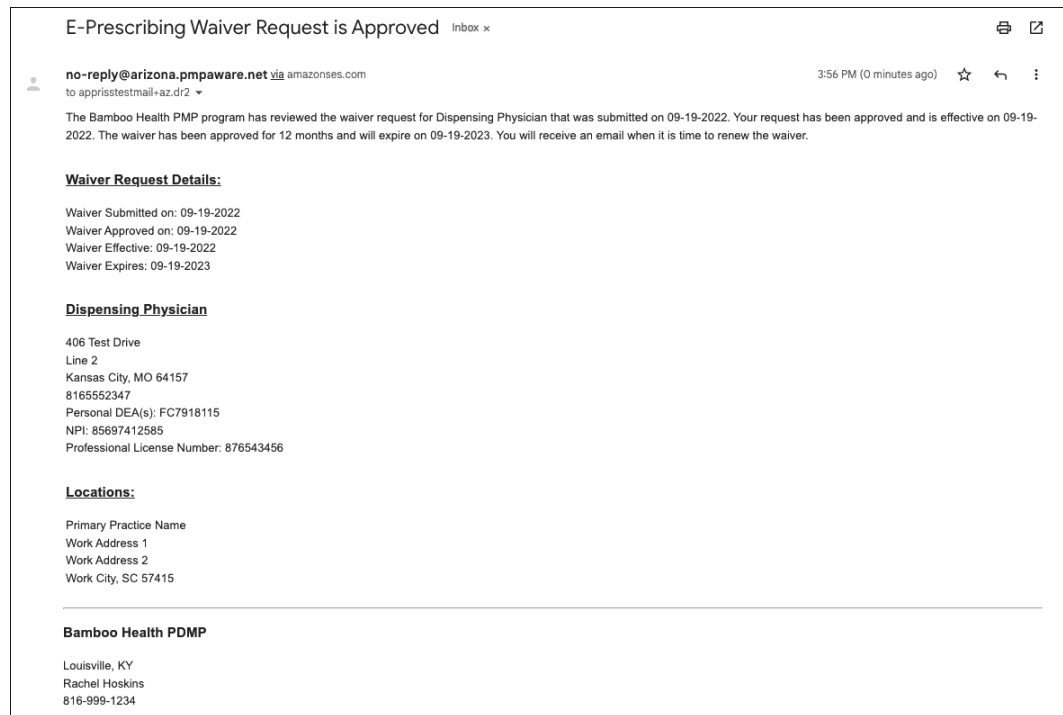 E-Prescribing Waiver Request is Approved Inbox ×
no-reply@arizona.pmpaware.net via amazonses.com 3:56 PM (0 minutes ago)
to apprisstestmail+az.dr2
The Bamboo Health PMP program has reviewed the waiver request for Dispensing Physician that was submitted on 09-19-2022. Your request has been approved and is effective on 09-19-
2022. The waiver has been approved for 12 months and will expire on 09-19-2023. You will receive an email when it is time to renew the waiver.
Waiver Request Details:
Waiver Submitted on: 09-19-2022
Waiver Approved on: 09-19-2022
Waiver Effective: 09-19-2022
Waiver Expires: 09-19-2023
Dispensing Physician
406 Test Drive
Line 2
Kansas City, MO 64157
8165552347
Personal DEA(s): FC7918115
NPI: 85697412585
Professional License Number: 876543456
Locations:
Primary Practice Name
Work Address 1
Work Address 2
Work City, SC 57415
Bamboo Health PDMP
Louisville, KY
Rachel Hoskins
816-999-1234